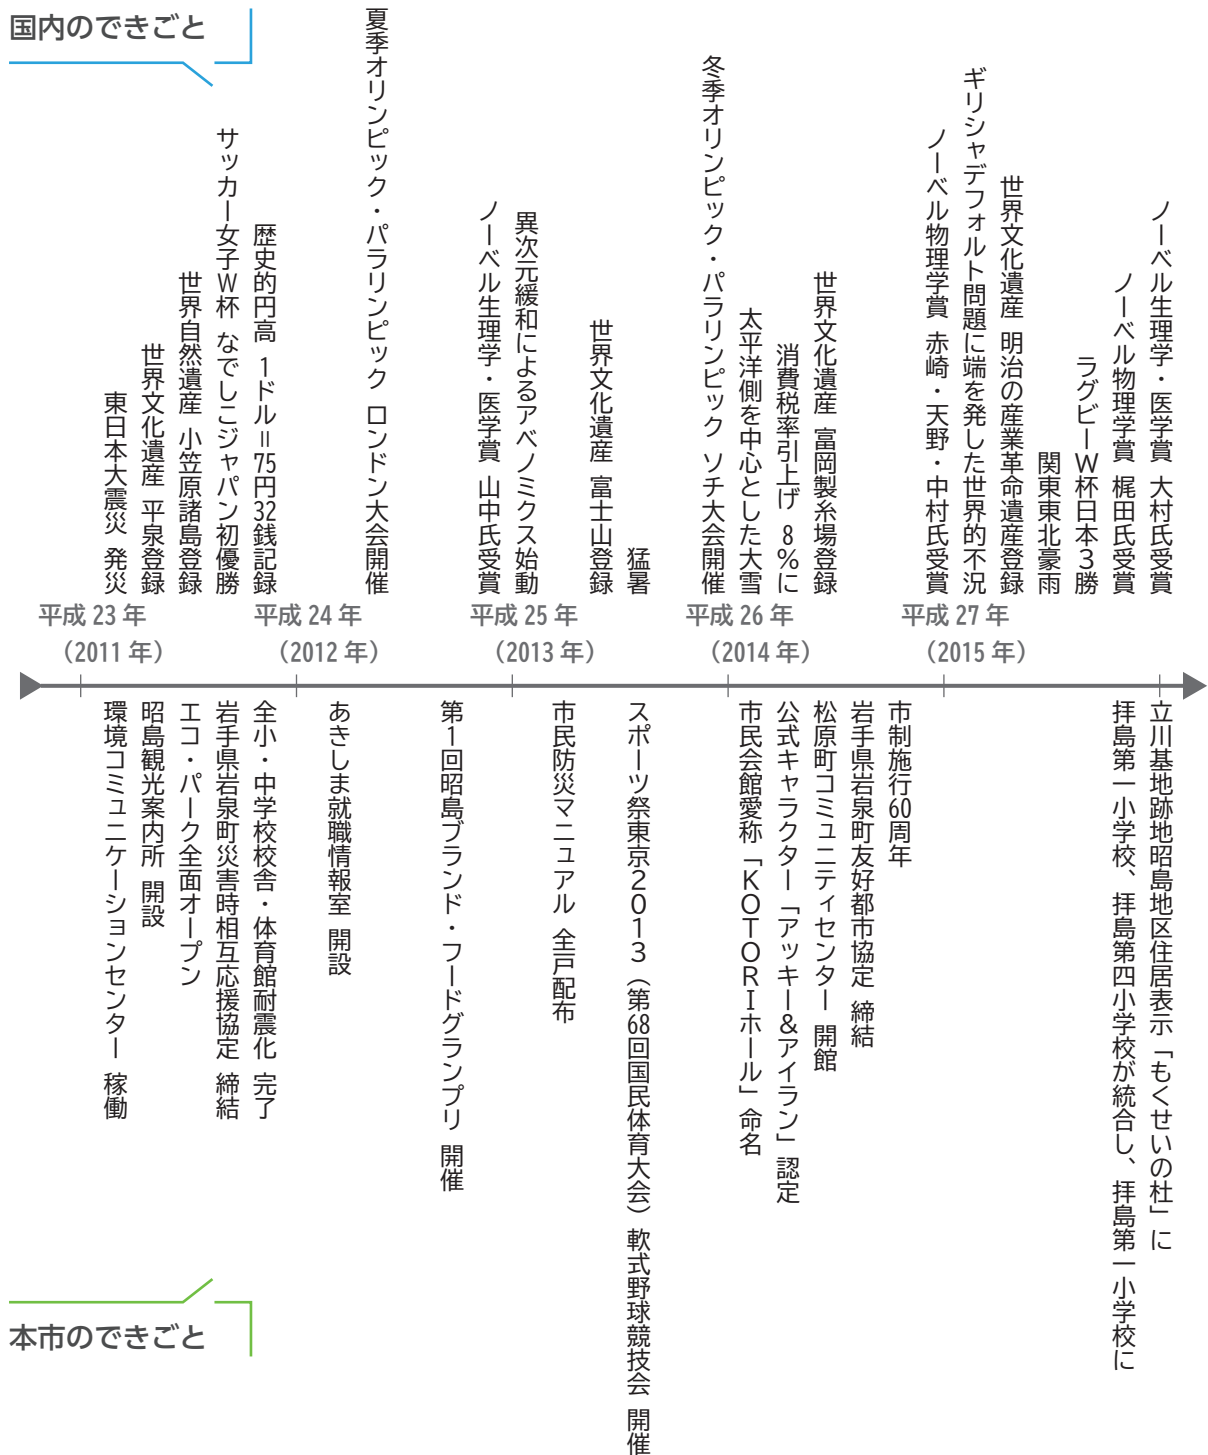 国内のできごと
東日本大震災 発災
世界文化遺産 平泉登録
世界自然遺産 小笠原諸島登録
サッカー女子W杯 なでしこジャパン初優勝
歴史的円高 1ドル=75円32銭記録
夏季オリンピック・パラリンピック ロンドン大会開催
ノーベル生理学・医学賞 山中氏受賞
異次元緩和によるアベノミクス始動
世界文化遺産 富士山登録
猛暑
冬季オリンピック・パラリンピック ソチ大会開催
太平洋側を中心とした大雪
消費税率引上げ 8%に
世界文化遺産 富岡製糸場登録
ノーベル物理学賞 赤崎・天野・中村氏受賞
ギリシャデフォルト問題に端を発した世界的不況
世界文化遺産 明治の産業革命遺産登録
関東東北豪雨
ラグビーW杯日本3勝
ノーベル物理学賞 梶田氏受賞
ノーベル生理学・医学賞 大村氏受賞
平成 23 年
(2011 年)
平成 24 年
(2012 年)
平成 25 年
(2013 年)
平成 26 年
(2014 年)
平成 27 年
(2015 年)
環境コミュニケーションセンター 稼働
昭島観光案内所 開設
エコ・パーク全面オープン
岩手県岩泉町災害時相互応援協定 締結
全小・中学校校舎・体育館耐震化 完了
あきしま就職情報室 開設
第1回昭島ブランド・フードグランプリ 開催
市民防災マニュアル 全戸配布
スポーツ祭東京2013(第68回国民体育大会)軟式野球競技会 開催
市民会館愛称「KOTORIホール」命名
公式キャラクター「アッキー&アイラン」認定
松原町コミュニティセンター 開館
岩手県岩泉町友好都市協定 締結
市制施行60周年
拝島第一小学校、拝島第四小学校が統合し、拝島第一小学校に
立川基地跡地昭島地区住居表示「もくせいの杜」に
本市のできごと